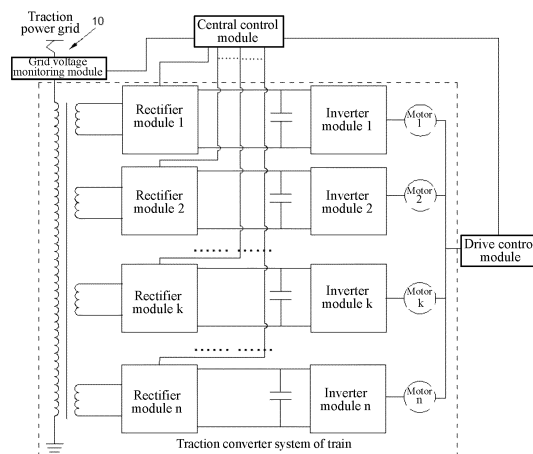 Traction
power grid
10
Central control
module
Grid voltage
monitoring module
Rectifier
module 1
Inverter
module 1
Motor
1
Rectifier
module 2
Inverter
module 2
Motor
2
Drive control
module
Rectifier
module k
Inverter
module k
Motor
k
Rectifier
module n
Inverter
module n
Motor
n
Traction converter system of train